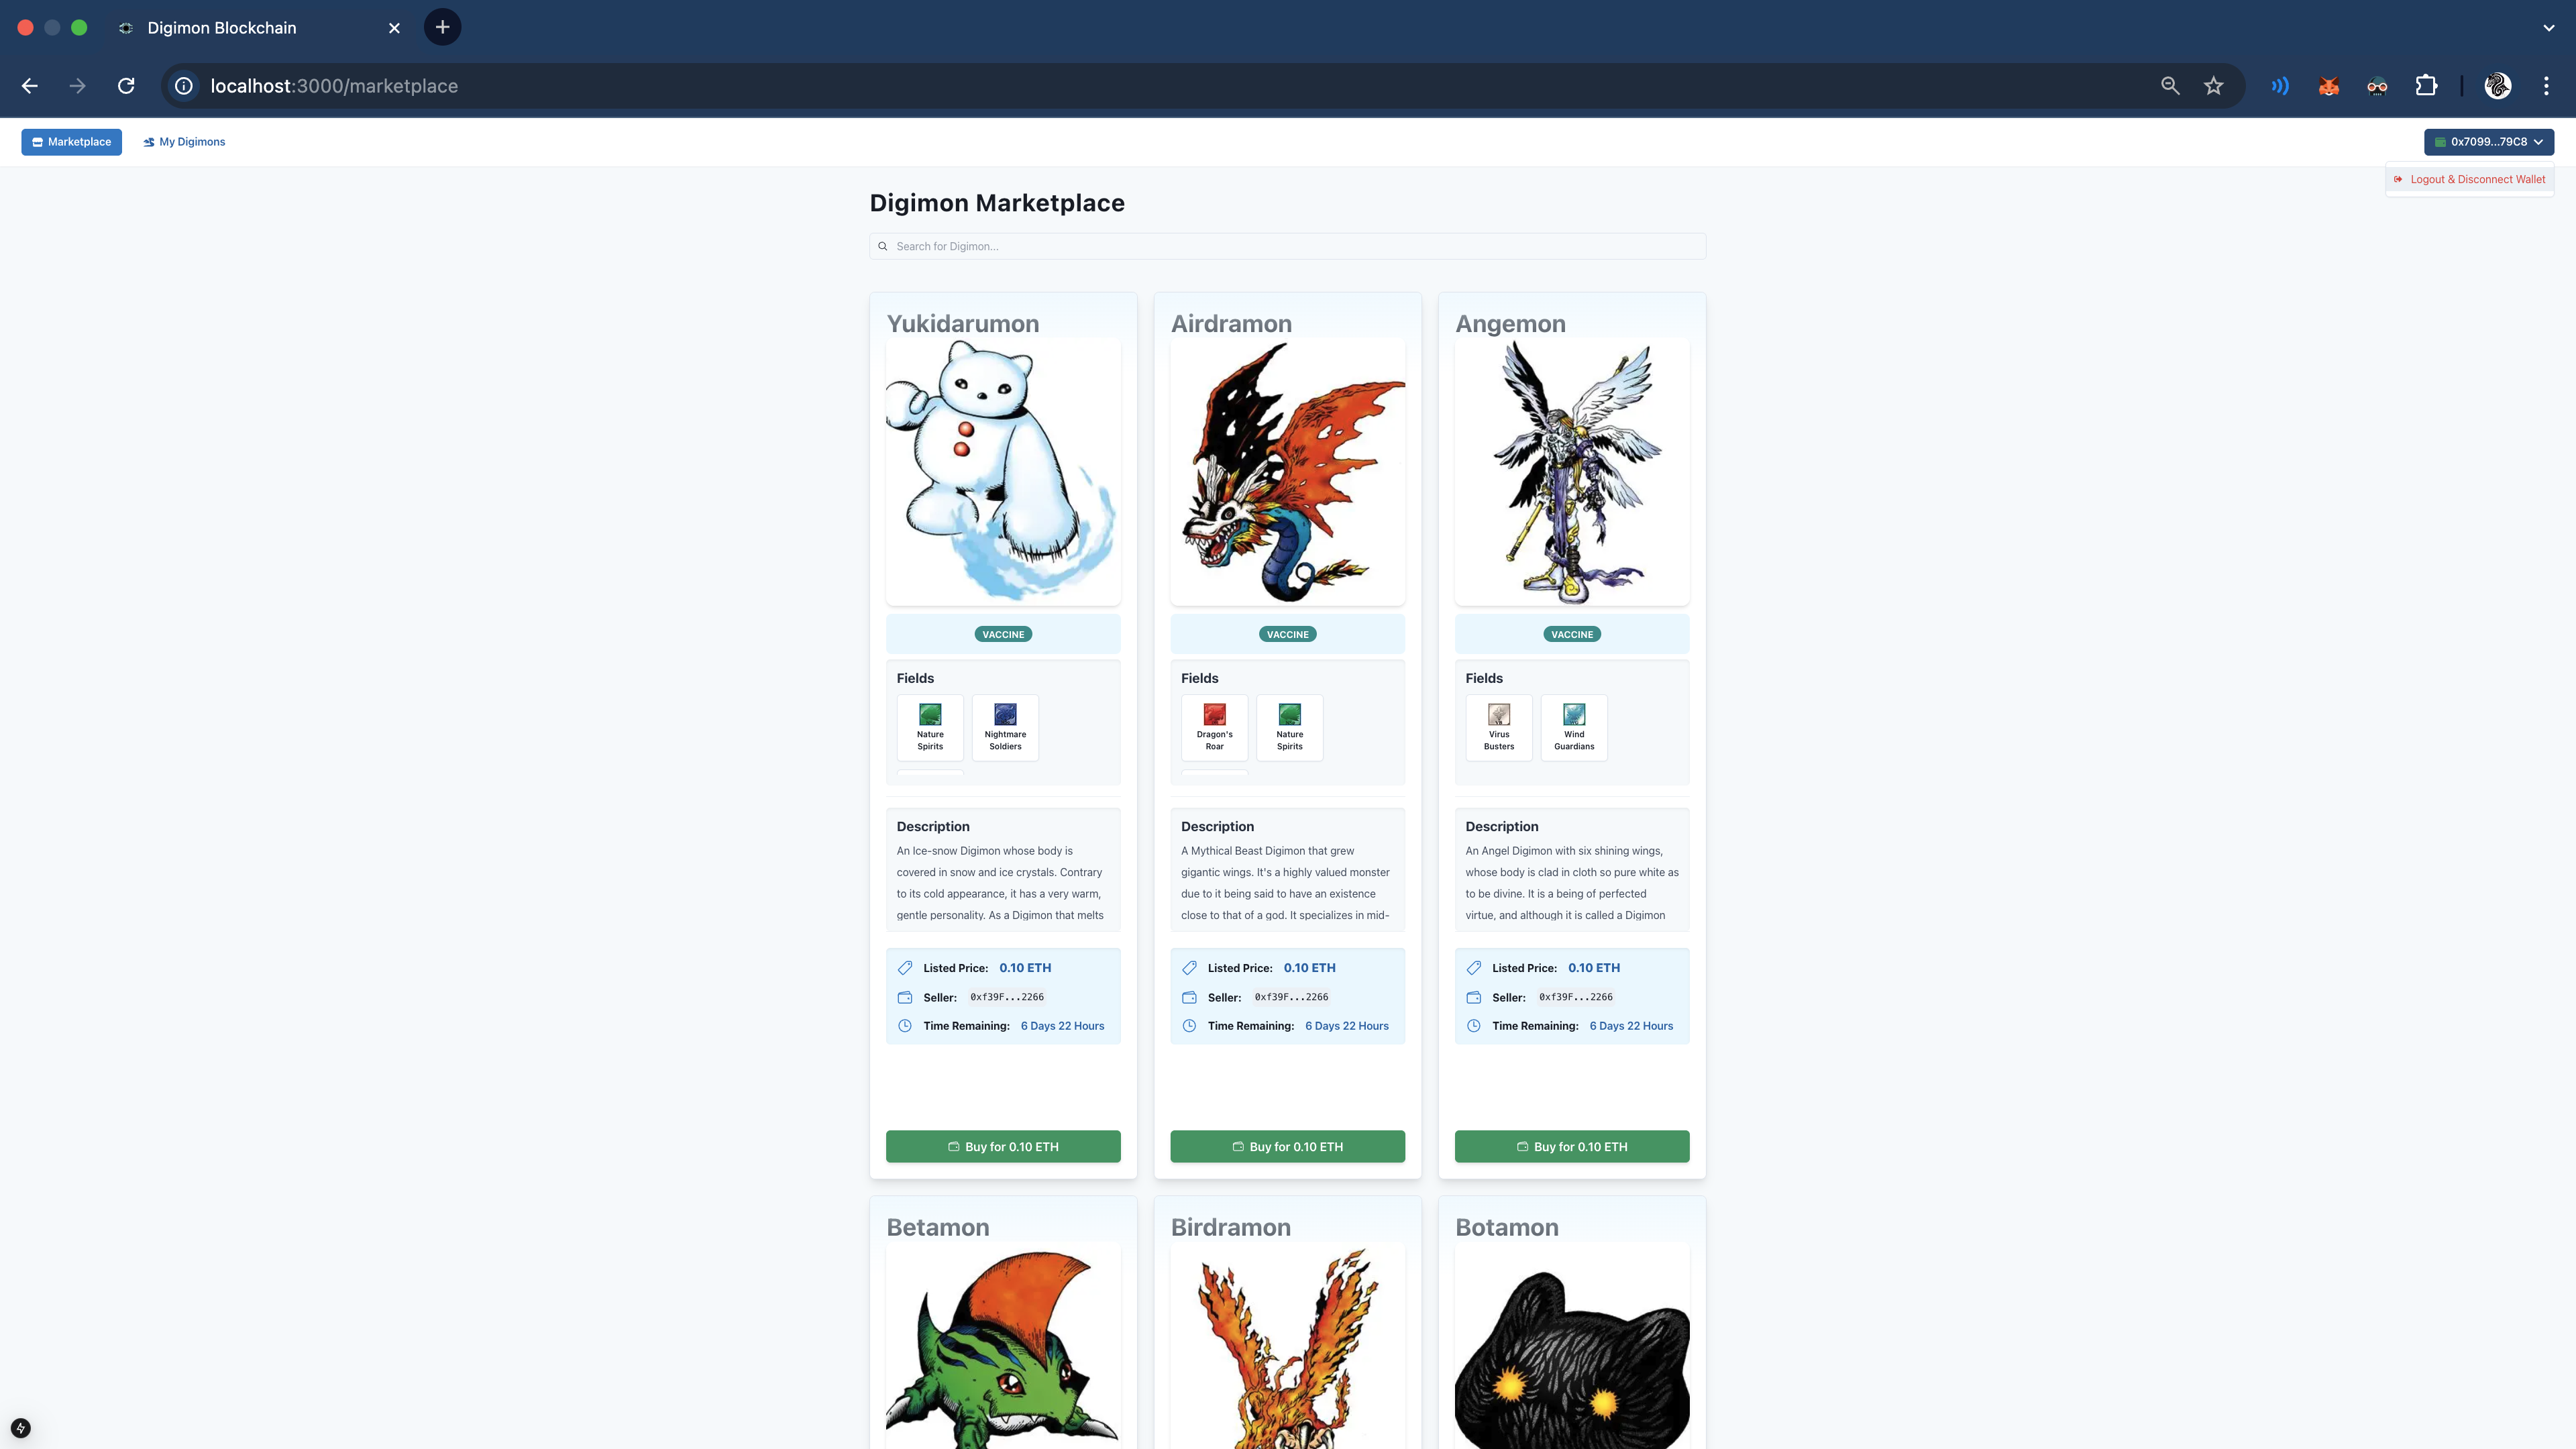 Digimon Blockchain
localhost:3000/marketplace
Marketplace
My Digimons
0x7099...79C8
Logout & Disconnect Wallet
Digimon Marketplace
Search for Digimon...
Yukidarumon
VACCINE
Fields
Nature
Spirits
Nightmare
Soldiers
Description
An Ice-snow Digimon whose body is
covered in snow and ice crystals. Contrary
to its cold appearance, it has a very warm,
gentle personality. As a Digimon that melts
Listed Price: 0.10 ETH
Seller: 0xf39F...2266
Time Remaining: 6 Days 22 Hours
Buy for 0.10 ETH
Airdramon
VACCINE
Fields
Dragon's
Roar
Nature
Spirits
Description
A Mythical Beast Digimon that grew
gigantic wings. It's a highly valued monster
due to it being said to have an existence
close to that of a god. It specializes in mid-
Listed Price: 0.10 ETH
Seller: 0xf39F...2266
Time Remaining: 6 Days 22 Hours
Buy for 0.10 ETH
Angemon
VACCINE
Fields
Virus
Busters
Wind
Guardians
Description
An Angel Digimon with six shining wings,
whose body is clad in cloth so pure white as
to be divine. It is a being of perfected
virtue, and although it is called a Digimon
Listed Price: 0.10 ETH
Seller: 0xf39F...2266
Time Remaining: 6 Days 22 Hours
Buy for 0.10 ETH
Betamon
Birdramon
Botamon